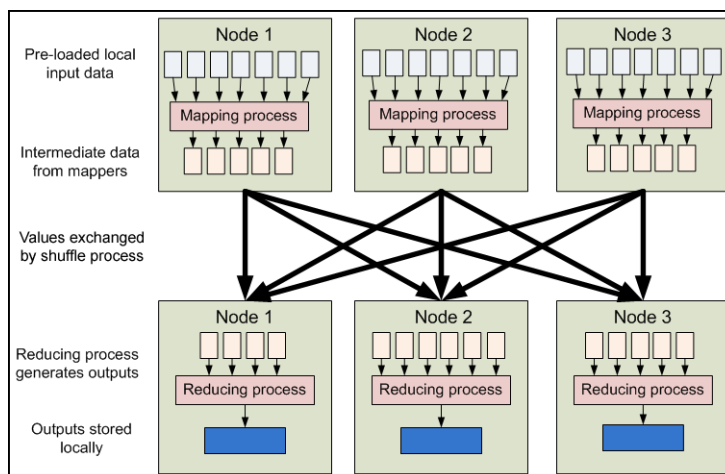 Node 1
Node 2
Node 3
Pre-loaded local
input data
Mapping process
Mapping process
Mapping process
Intermediate data
from mappers
Values exchanged
by shuffle process
Node 1
Node 2
Node 3
Reducing process
generates outputs
Reducing process
Reducing process
Reducing process
Outputs stored
locally